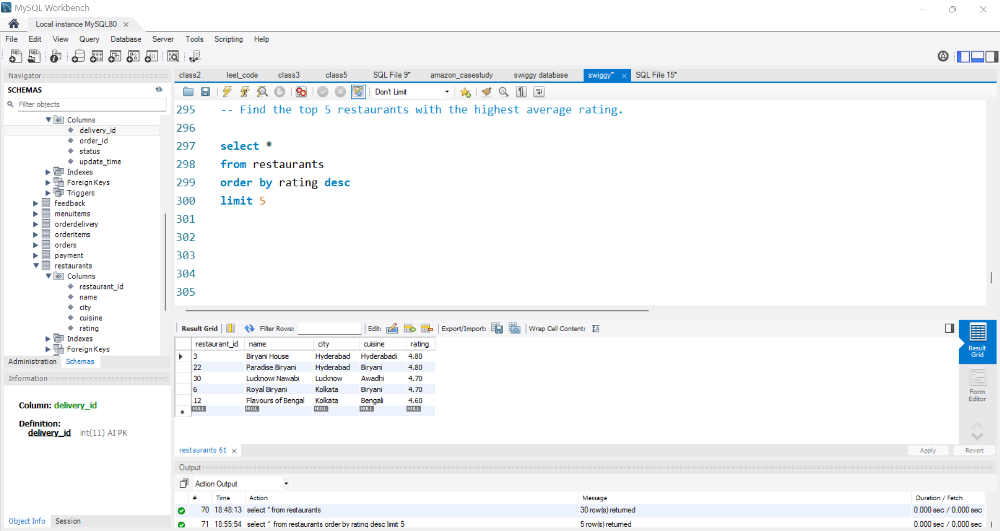 MySQL Workbench
Local instance MySQL80
File Edit View Query Database Server Tools Scripting Help
Navigator
SCHEMAS
Filter objects
Columns
delivery_id
order_id
status
update_time
Indexes
Foreign Keys
Triggers
feedback
menuitems
orderdelivery
orderitems
orders
payment
restaurants
Columns
restaurant_id
name
city
cuisine
rating
Indexes
Foreign Keys
Administration Schemas
Information
Column: delivery_id
Definition:
delivery_id int(11) AI PK
Object Info Session
class2 leet_code class3 class5 SQL File 9* amazon_casestudy swiggy database swiggy* SQL File 15*
Don't Limit
295 -- Find the top 5 restaurants with the highest average rating.
296
297 select *
298 from restaurants
299 order by rating desc
300 limit 5
301
302
303
304
305
Result Grid Filter Rows: Edit: Export/Import: Wrap Cell Content:
restaurant_id name city cuisine rating
3 Biryani House Hyderabad Hyderabadi 4.80
22 Paradise Biryani Hyderabad Biryani 4.80
30 Lucknowi Nawabi Lucknow Awadhi 4.70
6 Royal Biryani Kolkata Biryani 4.70
12 Flavours of Bengal Kolkata Bengali 4.60
NULL NULL NULL NULL NULL
Result
Grid
Form
Editor
restaurants 61
Apply Revert
Output
Action Output
# Time Action Message Duration / Fetch
70 18:48:13 select * from restaurants 30 row(s) returned 0.000 sec / 0.000 sec
71 18:55:54 select * from restaurants order by rating desc limit 5 5 row(s) returned 0.000 sec / 0.000 sec